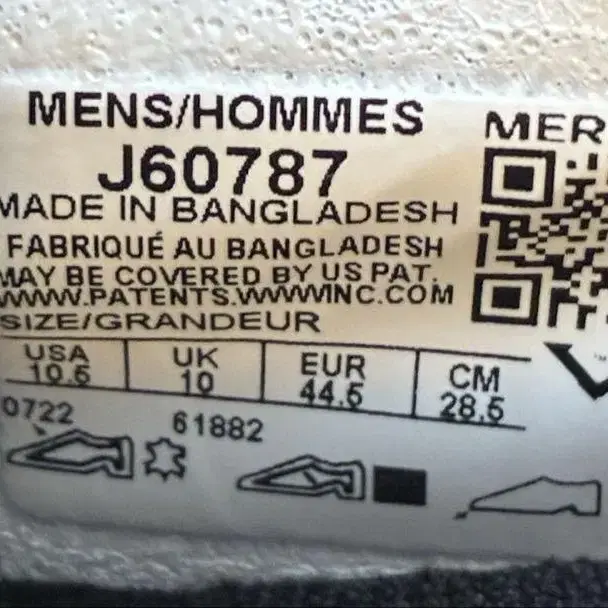 MENS/HOMMES
J60787
MADE IN BANGLADESH
FABRIQUÉ AU BANGLADESH
MAY BE COVERED BY US PAT.
WWW.PATENTS.WWWINC.COM
SIZE/GRANDEUR
USA UK EUR CM
10.5 10 44.5 28.5
0722 61882
MER